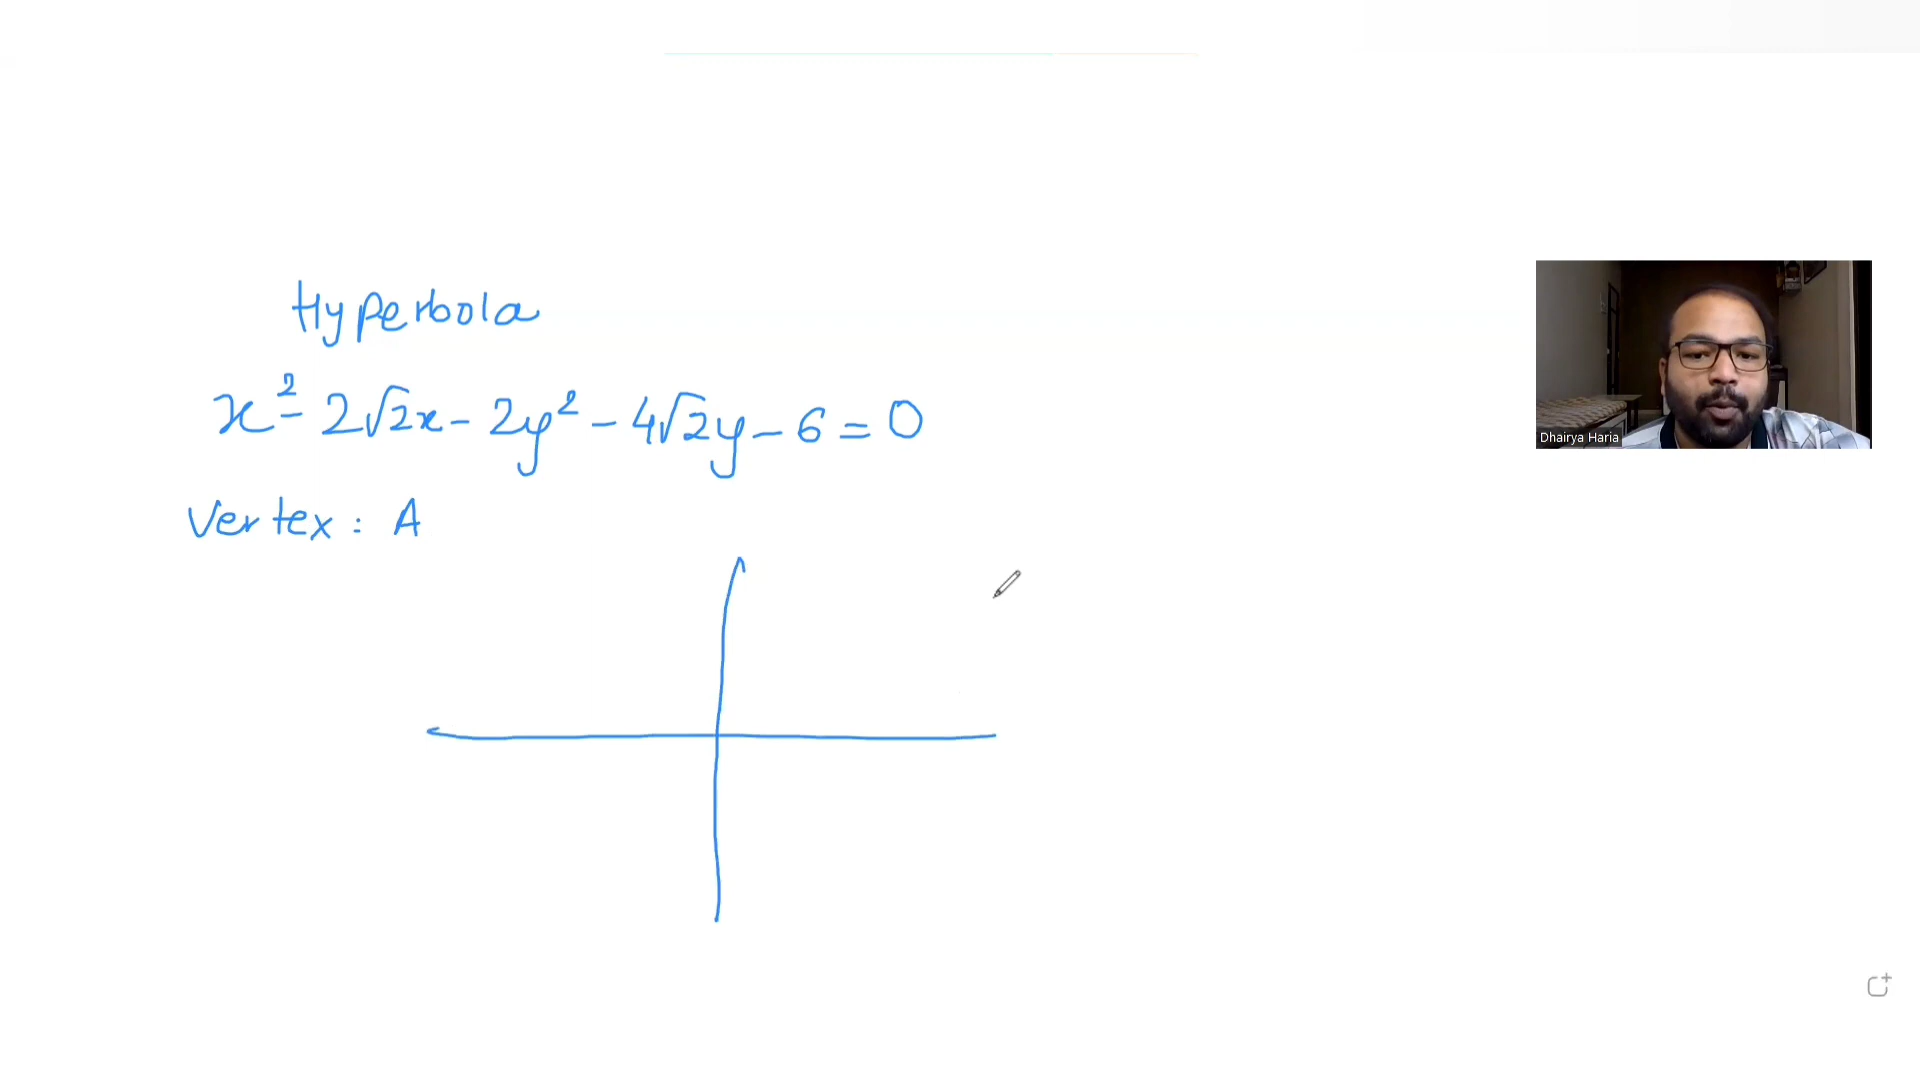 Hyperbola
x² - 2√2x - 2y² - 4√2y - 6 = 0
Vertex : A
Dhairya Haria